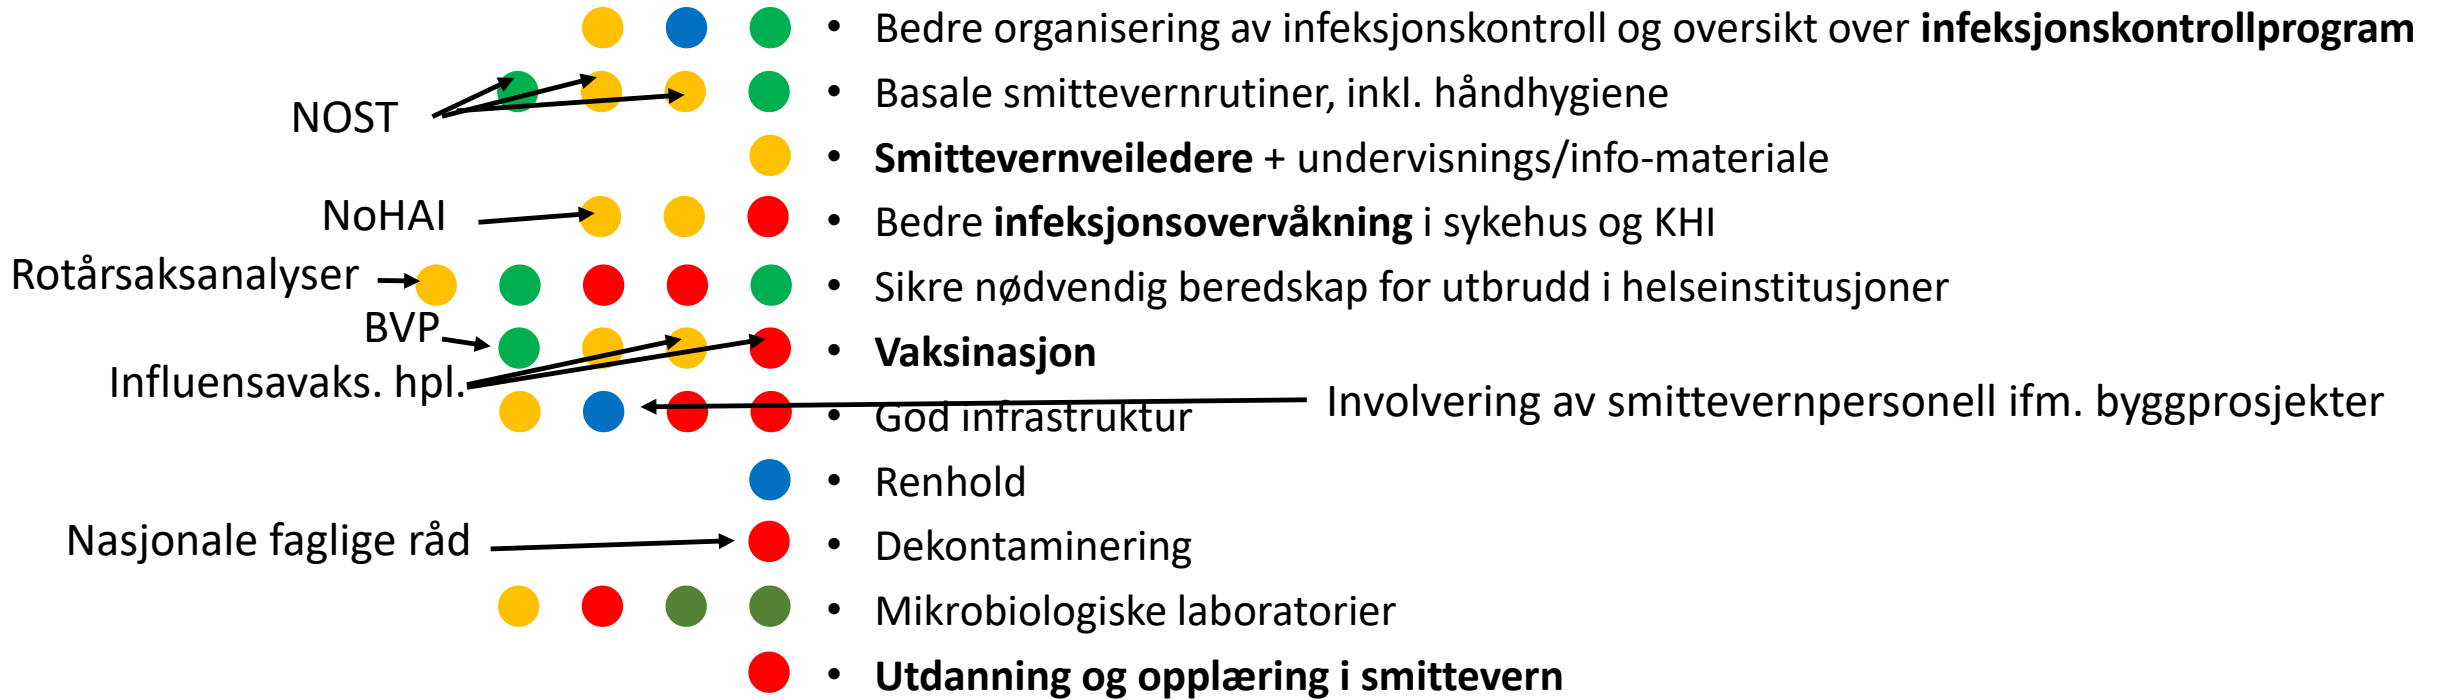 • Bedre organisering av infeksjonskontroll og oversikt over infeksjonskontrollprogram
NOST
• Basale smittevernrutiner, inkl. håndhygiene
• Smittevernveiledere + undervisnings/info-materiale
NoHAI
• Bedre infeksjonsovervåkning i sykehus og KHI
Rotårsaksanalyser
• Sikre nødvendig beredskap for utbrudd i helseinstitusjoner
BVP
• Vaksinasjon
Influensavaks. hpl.
• God infrastruktur
Involvering av smittevernpersonell ifm. byggprosjekter
• Renhold
Nasjonale faglige råd
• Dekontaminering
• Mikrobiologiske laboratorier
• Utdanning og opplæring i smittevern